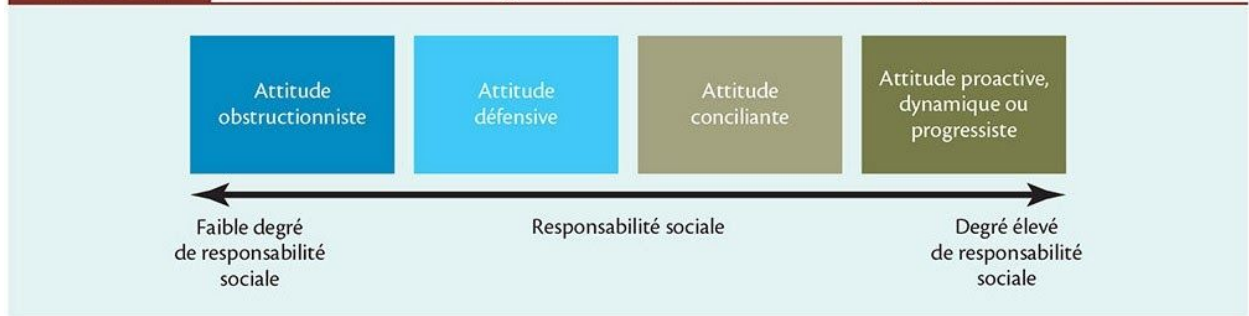 Attitude
obstructionniste
Attitude
défensive
Attitude
conciliante
Attitude proactive,
dynamique ou
progressiste
Faible degré
de responsabilité
sociale
Responsabilité sociale
Degré élevé
de responsabilité
sociale